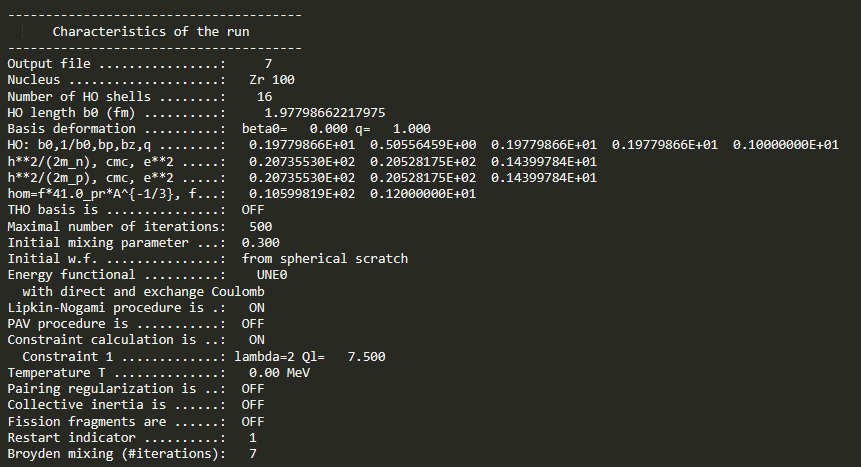 ---------------------------------------
Characteristics of the run
---------------------------------------
Output file ................:     7
Nucleus ....................:   Zr 100
Number of HO shells ........:    16
HO length b0 (fm) ..........:     1.97798662217975
Basis deformation ..........:  beta0=   0.000 q=   1.000
HO: b0,1/b0,bp,bz,q ........:   0.19779866E+01  0.50556459E+00  0.19779866E+01  0.19779866E+01  0.10000000E+01
h**2/(2m_n), cmc, e**2 .....:   0.20735530E+02  0.20528175E+02  0.14399784E+01
h**2/(2m_p), cmc, e**2 .....:   0.20735530E+02  0.20528175E+02  0.14399784E+01
hom=f*41.0_pr*A^{-1/3}, f...:   0.10599819E+02  0.12000000E+01
THO basis is ...............:  OFF
Maximal number of iterations:   500
Initial mixing parameter ...:  0.300
Initial w.f. ...............:  from spherical scratch
Energy functional ..........:    UNE0
  with direct and exchange Coulomb
Lipkin-Nogami procedure is .:   ON
PAV procedure is ...........:  OFF
Constraint calculation is ..:   ON
  Constraint 1 .............: lambda=2 Ql=   7.500
Temperature T ..............:   0.00 MeV
Pairing regularization is ..:  OFF
Collective inertia is ......:  OFF
Fission fragments are ......:  OFF
Restart indicator ..........:   1
Broyden mixing (#iterations):   7